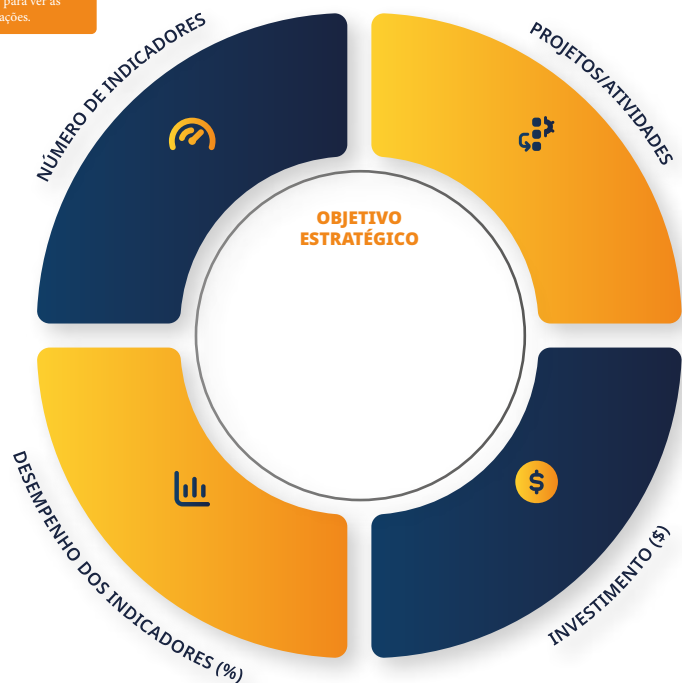 para ver as
ações.
NÚMERO DE INDICADORES
PROJETOS/ATIVIDADES
OBJETIVO
ESTRATÉGICO
$
DESEMPENHO DOS INDICADORES (%)
INVESTIMENTO ($)